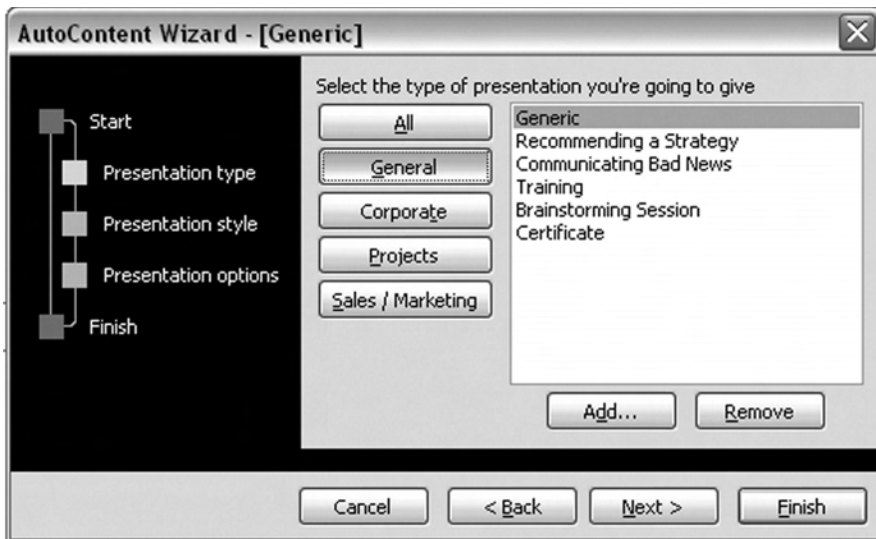 AutoContent Wizard - [Generic]
Start
Presentation type
Presentation style
Presentation options
Finish
Select the type of presentation you're going to give
All
General
Corporate
Projects
Sales / Marketing
Generic
Recommending a Strategy
Communicating Bad News
Training
Brainstorming Session
Certificate
Add...
Remove
Cancel
< Back
Next >
Finish